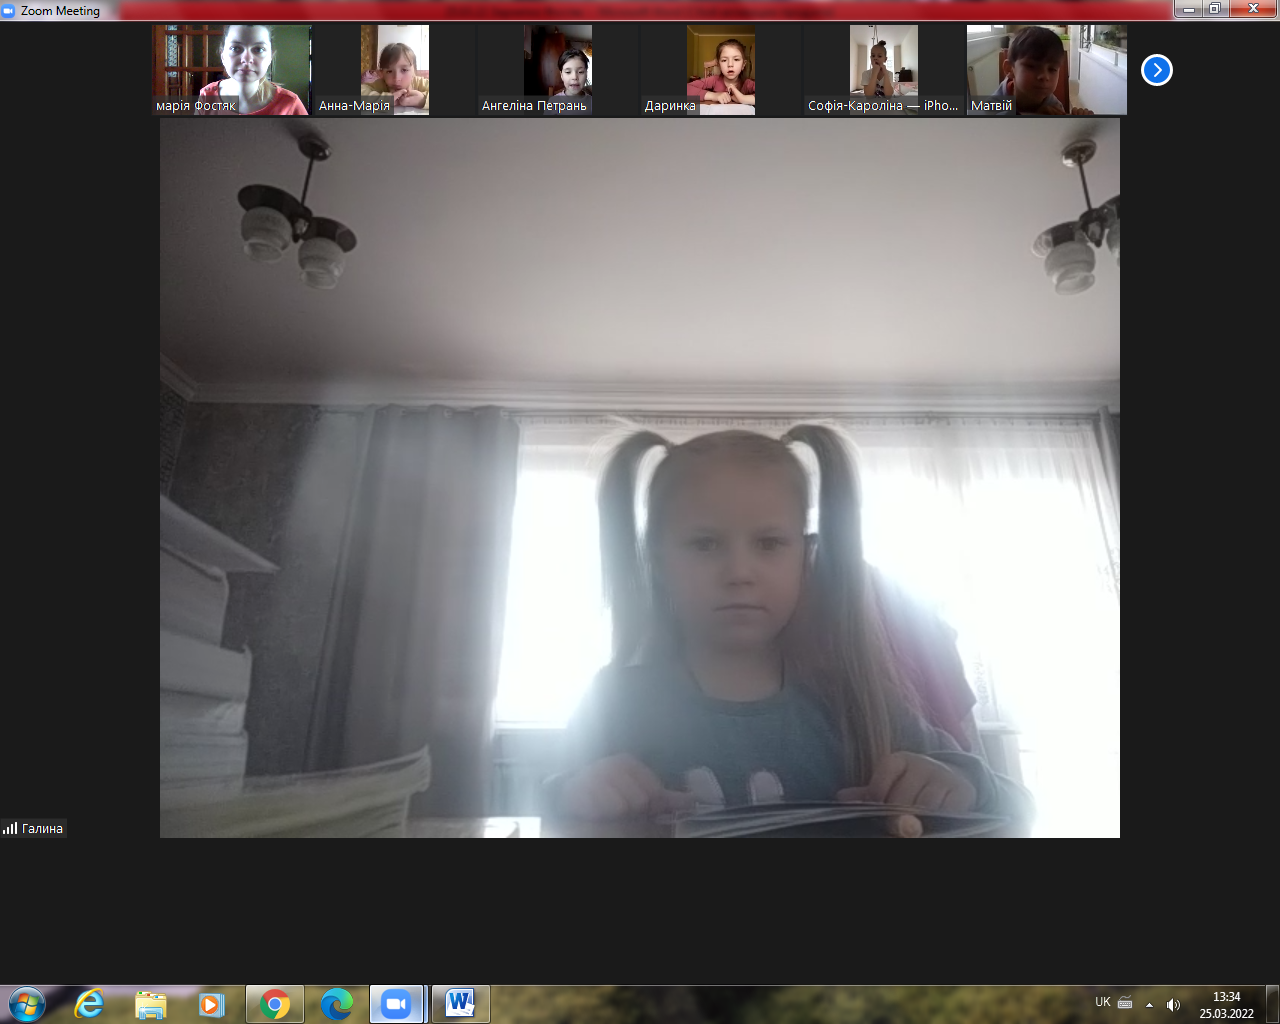 Zoom Meeting
марія Фостяк
Анна-Марія
Ангеліна Петрань
Даринка
Софія-Кароліна — iPho...
Матвій
Галина
UK
13:34
25.03.2022